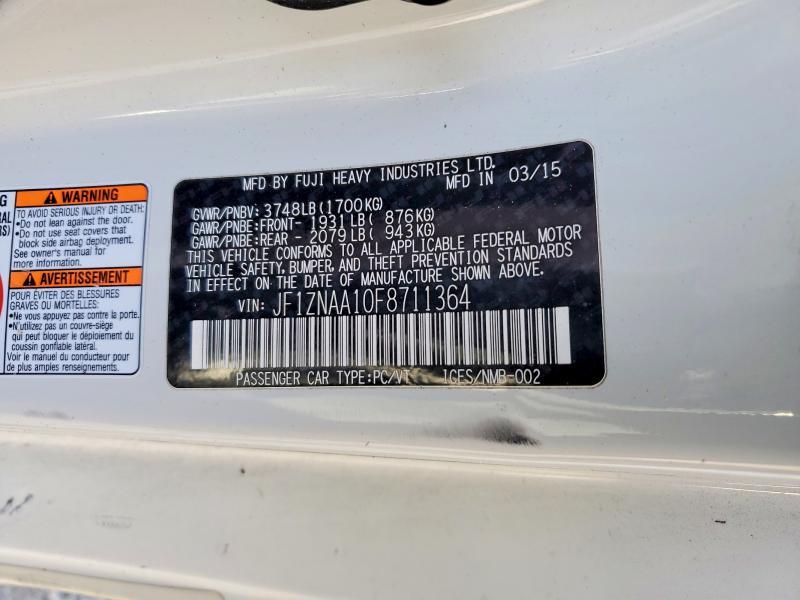 WARNING
TO AVOID SERIOUS INJURY OR DEATH:
•Do not lean against the door.
•Do not use seat covers that
block side airbag deployment.
See owner's manual for
more information.
AVERTISSEMENT
POUR ÉVITER DES BLESSURES
GRAVES OU MORTELLES:
•Ne vous appuyez pas contre la porte.
•Ne pas utiliser un couvre-siège
qui peut bloquer le déploiement
du coussin de sécurité latéral.
Voir le manuel du conducteur pour
de plus amples informations.
MFD BY FUJI HEAVY INDUSTRIES LTD.
MFD IN 03/15
GVWR/PNBV: 3748LB(1700KG)
GAWR/PNBE:FRONT- 1931LB( 876KG)
GAWR/PNBE:REAR - 2079LB( 943KG)
THIS VEHICLE CONFORMS TO ALL APPLICABLE FEDERAL MOTOR
VEHICLE SAFETY, BUMPER, AND THEFT PREVENTION STANDARDS
IN EFFECT ON THE DATE OF MANUFACTURE SHOWN ABOVE.
VIN: JF1ZNAA10F8711364
PASSENGER CAR TYPE:PC/VT ICES/NMB-002